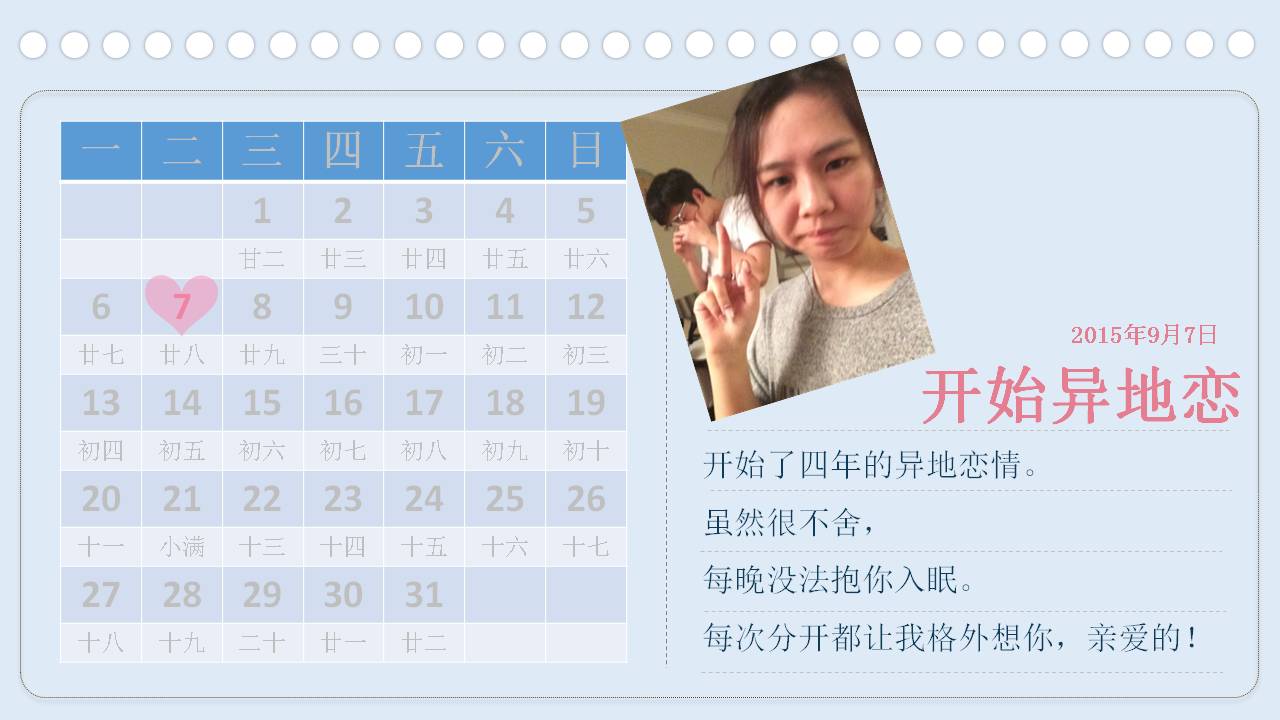 一 二 三 四 五 六 日
1 2 3 4 5
廿二 廿三 廿四 廿五 廿六
6 7 8 9 10 11 12
廿七 廿八 廿九 三十 初一 初二 初三
13 14 15 16 17 18 19
初四 初五 初六 初七 初八 初九 初十
20 21 22 23 24 25 26
十一 小满 十三 十四 十五 十六 十七
27 28 29 30 31
十八 十九 二十 廿一 廿二
2015年9月7日
开始异地恋
开始了四年的异地恋情。
虽然很不舍，
每晚没法抱你入眠。
每次分开都让我格外想你，亲爱的！